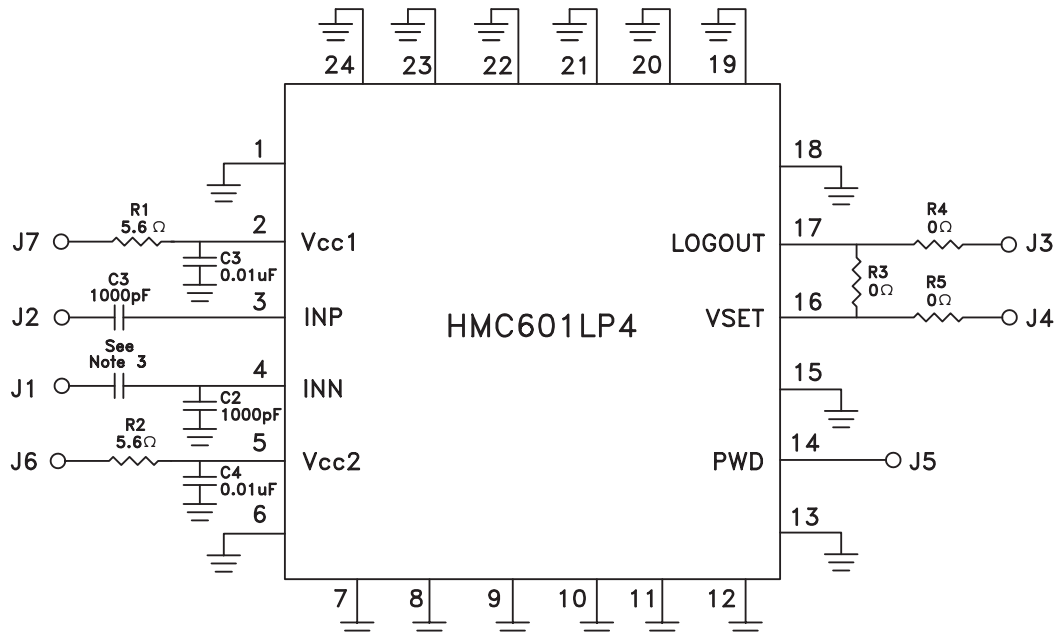 24 23 22 21 20 19
1
18
R1
5.6 Ω
2
17
R4
0Ω
J7
Vcc1
LOGOUT
J3
C3
0.01uF
R3
0Ω
C3
1000pF
3
16
R5
0Ω
J2
INP
HMC601LP4
VSET
J4
See
Note 3
4
15
J1
INN
C2
1000pF
R2
5.6Ω
5
14
J6
Vcc2
PWD
J5
C4
0.01uF
6
13
7 8 9 10 11 12